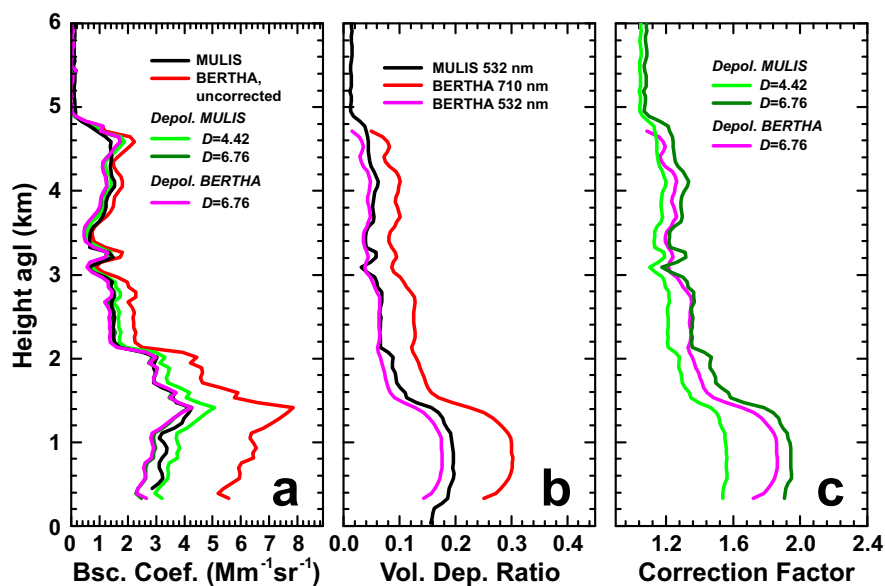 6
5
4
3
2
1
0
Height agl (km)
MULIS
BERTHA,
uncorrected
Depol. MULIS
D=4.42
D=6.76
Depol. BERTHA
D=6.76
a
0 1 2 3 4 5 6 7 8
Bsc. Coef. (Mm⁻¹sr⁻¹)
MULIS 532 nm
BERTHA 710 nm
BERTHA 532 nm
b
0.0 0.1 0.2 0.3 0.4
Vol. Dep. Ratio
Depol. MULIS
D=4.42
D=6.76
Depol. BERTHA
D=6.76
c
1.2 1.6 2.0 2.4
Correction Factor